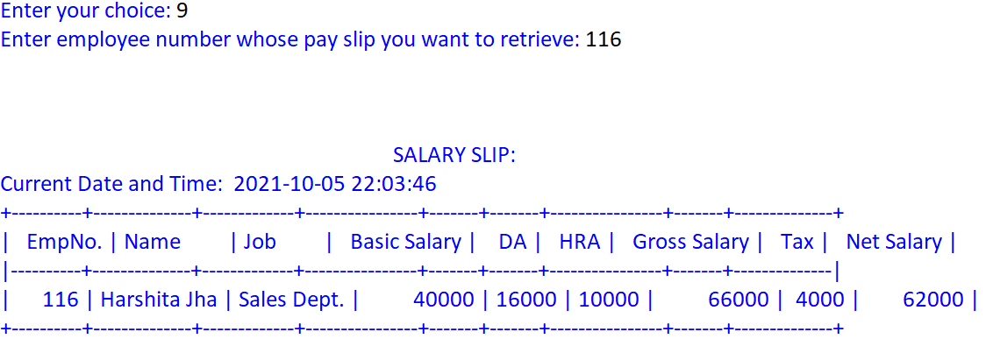 Enter your choice: 9
Enter employee number whose pay slip you want to retrieve: 116
SALARY SLIP:
Current Date and Time:  2021-10-05 22:03:46
+----------+--------------+-------------+----------------+-------+-------+----------------+-------+--------------+
|   EmpNo. | Name        | Job        |   Basic Salary |    DA |   HRA |   Gross Salary |   Tax |   Net Salary |
|----------+--------------+-------------+----------------+-------+-------+----------------+-------+--------------|
|      116 | Harshita Jha | Sales Dept. |          40000 | 16000 | 10000 |          66000 |  4000 |        62000 |
+----------+--------------+-------------+----------------+-------+-------+----------------+-------+--------------+